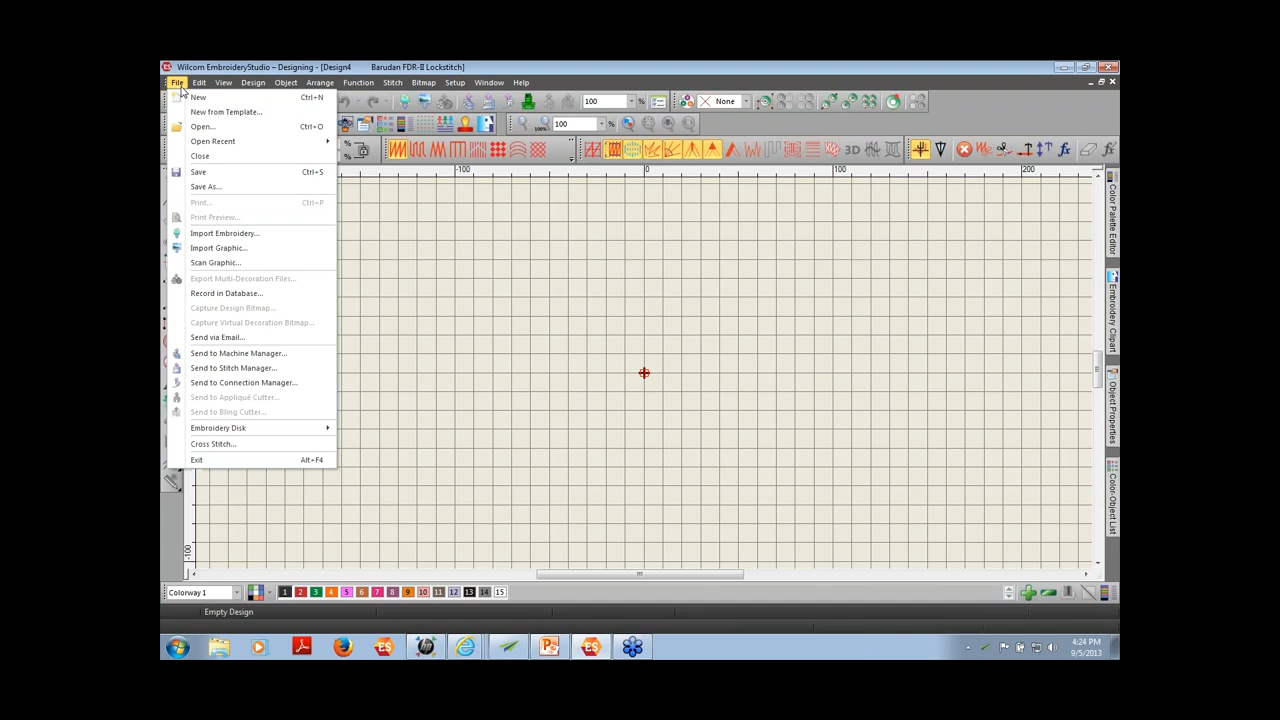 Wilcom EmbroideryStudio – Designing - [Design4 Barudan FDR-II Lockstitch]
File Edit View Design Object Arrange Function Stitch Bitmap Setup Window Help
New Ctrl+N
New from Template...
Open... Ctrl+O
Open Recent
Close
Save Ctrl+S
Save As...
Print... Ctrl+P
Print Preview...
Import Embroidery...
Import Graphic...
Scan Graphic...
Export Multi-Decoration Files...
Record in Database...
Capture Design Bitmap...
Capture Virtual Decoration Bitmap...
Send via Email...
Send to Machine Manager...
Send to Stitch Manager...
Send to Connection Manager...
Send to Appliqué Cutter...
Send to Bling Cutter...
Embroidery Disk
Cross Stitch...
Exit Alt+F4
100 % None
100 %
3D
-100 0 100 200
-100
Color Palette Editor
Embroidery Clipart
Object Properties
Color-Object List
Colorway 1 1 2 3 4 5 6 7 8 9 10 11 12 13 14 15
Empty Design
4:24 PM
9/5/2013